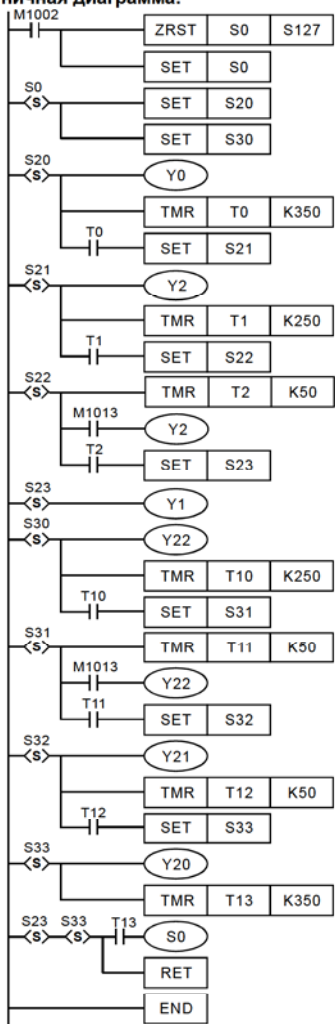 ничная диаграмма:
M1002
ZRST S0 S127
SET S0
S0
S SET S20
SET S30
S20
S Y0
TMR T0 K350
T0
SET S21
S21
S Y2
TMR T1 K250
T1
SET S22
S22
S TMR T2 K50
M1013
Y2
T2
SET S23
S23
S Y1
S30
S Y22
TMR T10 K250
T10
SET S31
S31
S TMR T11 K50
M1013
Y22
T11
SET S32
S32
S Y21
TMR T12 K50
T12
SET S33
S33
S Y20
TMR T13 K350
S23 S33 T13
S S S0
RET
END